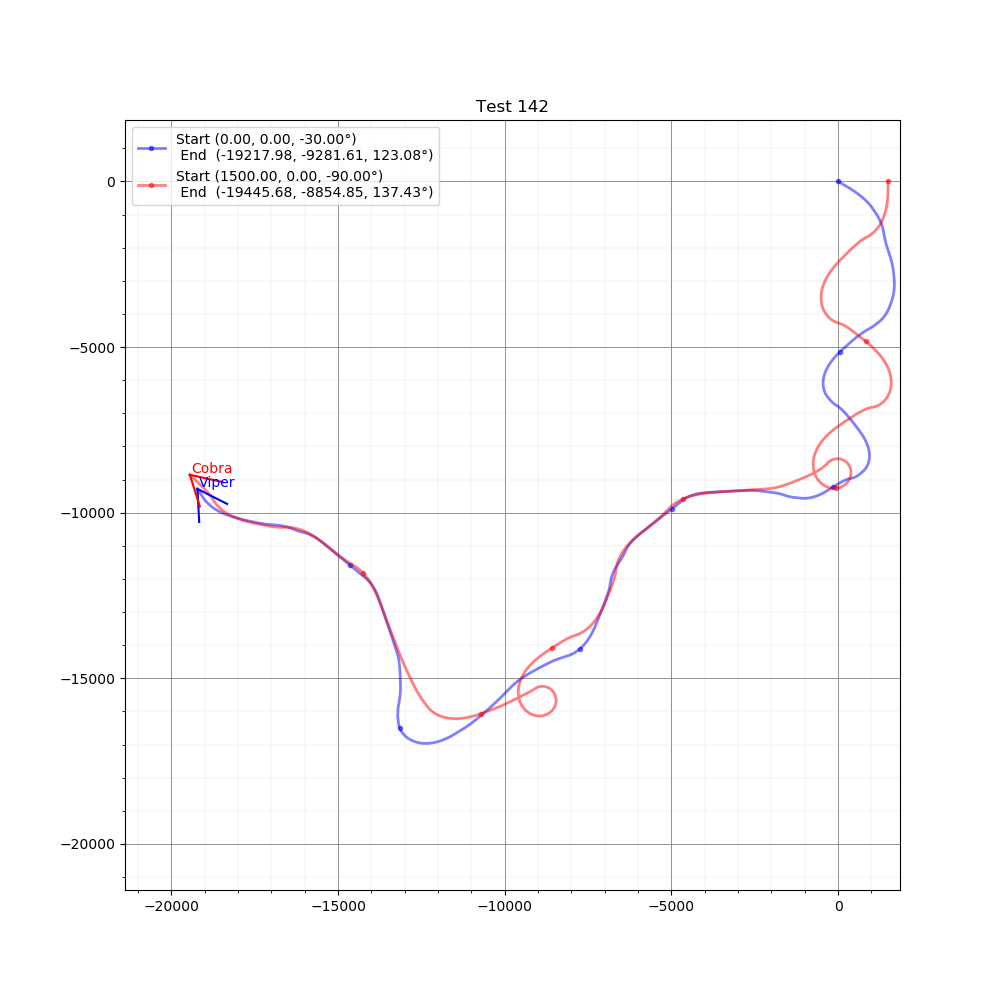 Test 142
Start (0.00, 0.00, -30.00°)
End (-19217.98, -9281.61, 123.08°)
Start (1500.00, 0.00, -90.00°)
End (-19445.68, -8854.85, 137.43°)
0
−5000
Cobra
Viper
−10000
−15000
−20000
−20000 −15000 −10000 −5000 0